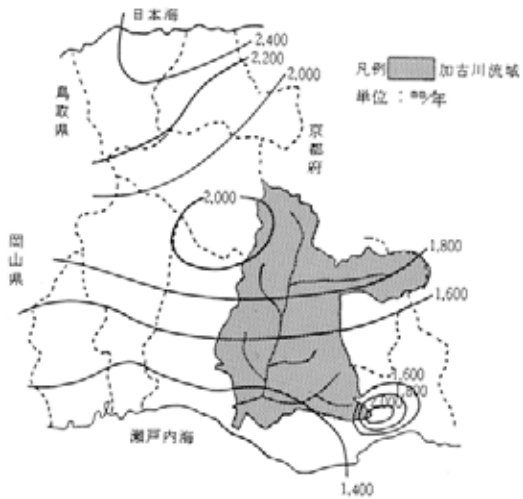 日本海
2,400
2,200
2,000
凡例 加古川流域
単位：㎜/年
鳥取県
京都府
2,000
岡山県
1,800
1,600
1,600
瀬戸内海
1,400